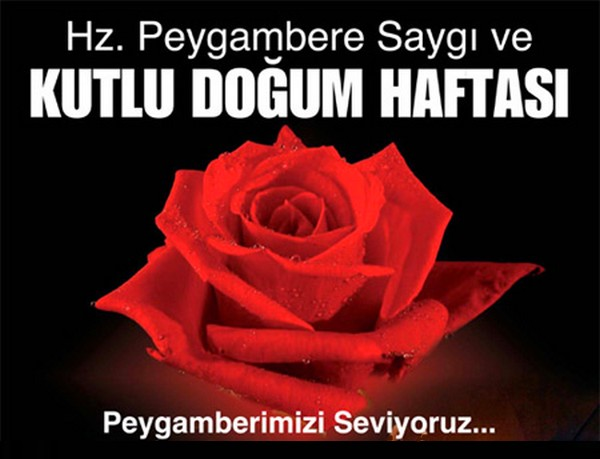 Hz. Peygambere Saygı ve
KUTLU DOĞUM HAFTASI
Peygamberimizi Seviyoruz...